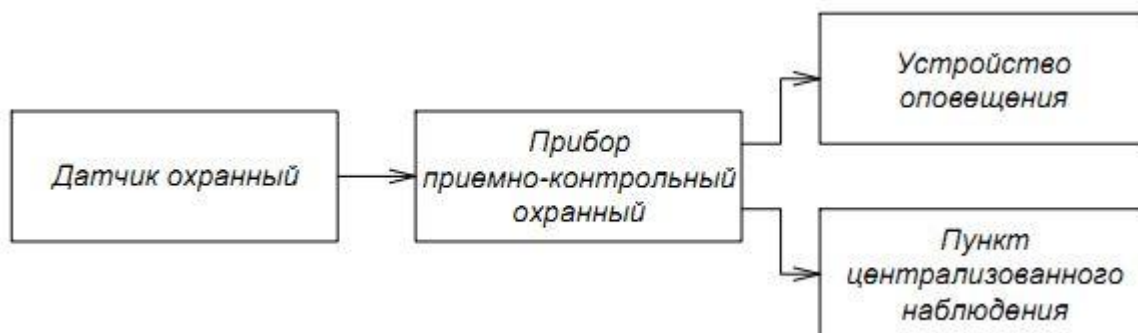 Датчик охранный
Прибор
приемно-контрольный
охранный
Устройство
оповещения
Пункт
централизованного
наблюдения